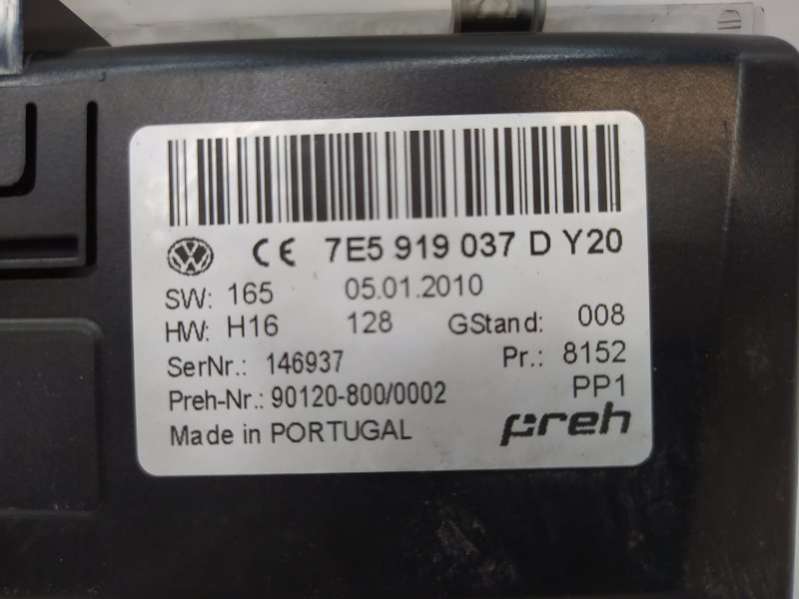 CE 7E5 919 037 D Y20
SW: 165 05.01.2010
HW: H16 128 GStand: 008
SerNr.: 146937 Pr.: 8152
Preh-Nr.: 90120-800/0002 PP1
Made in PORTUGAL preh